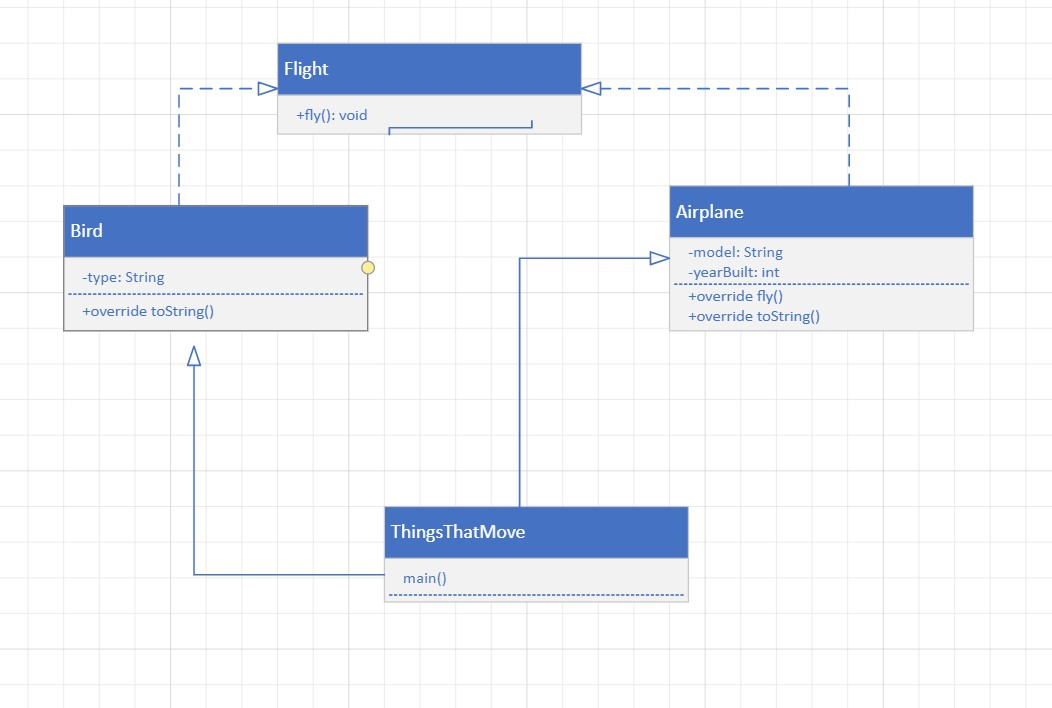 Flight
+fly(): void
Bird
-type: String
+override toString()
Airplane
-model: String
-yearBuilt: int
+override fly()
+override toString()
ThingsThatMove
main()